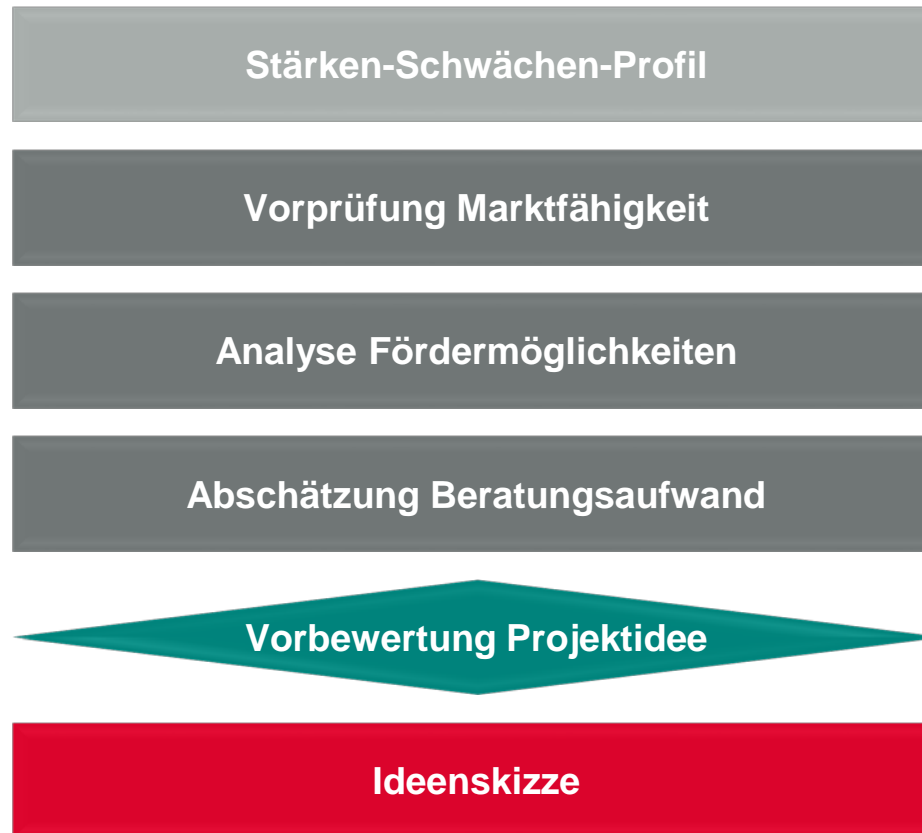 Stärken-Schwächen-Profil
Vorprüfung Marktfähigkeit
Analyse Fördermöglichkeiten
Abschätzung Beratungsaufwand
Vorbewertung Projektidee
Ideenskizze